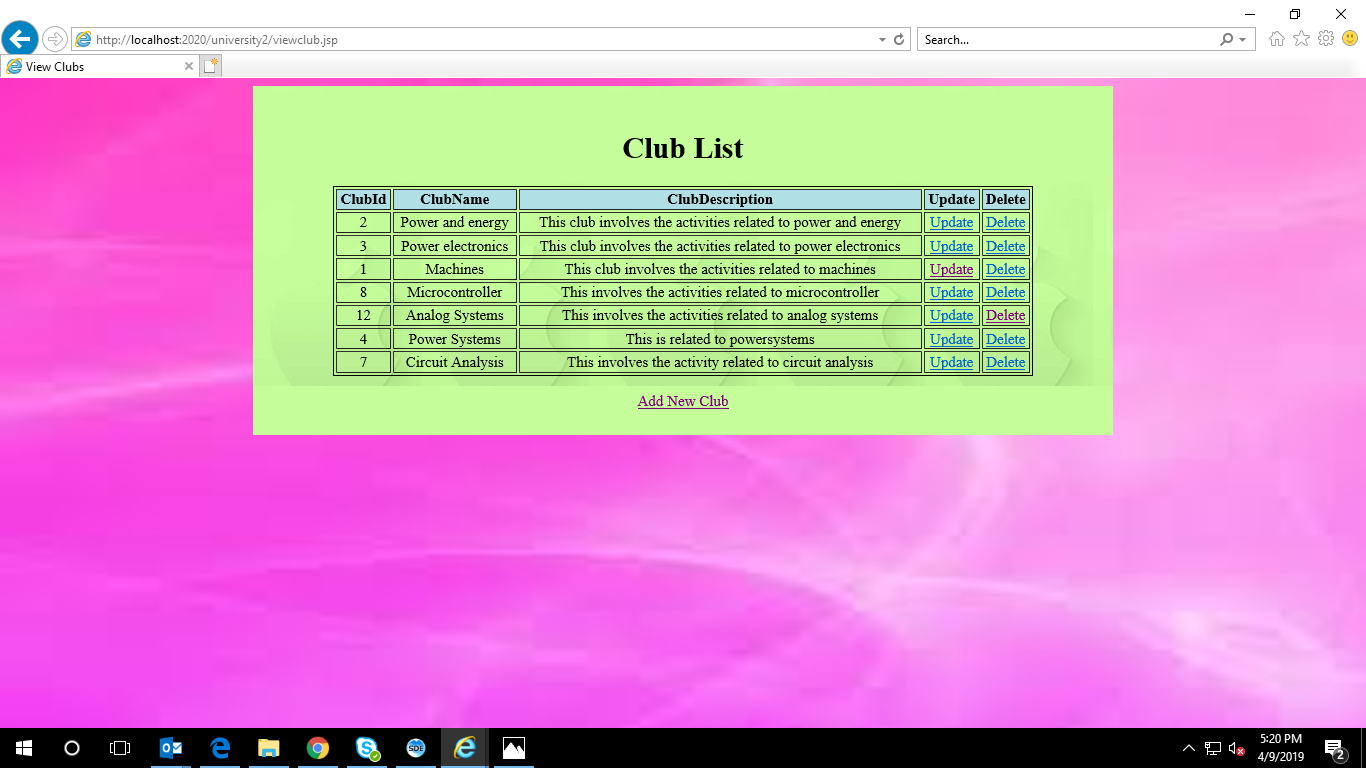 http://localhost:2020/university2/viewclub.jsp
Search...
View Clubs
Club List
ClubId ClubName ClubDescription Update Delete
2 Power and energy This club involves the activities related to power and energy Update Delete
3 Power electronics This club involves the activities related to power electronics Update Delete
1 Machines This club involves the activities related to machines Update Delete
8 Microcontroller This involves the activities related to microcontroller Update Delete
12 Analog Systems This involves the activities related to analog systems Update Delete
4 Power Systems This is related to powersystems Update Delete
7 Circuit Analysis This involves the activity related to circuit analysis Update Delete
Add New Club
SDE
5:20 PM
4/9/2019
2